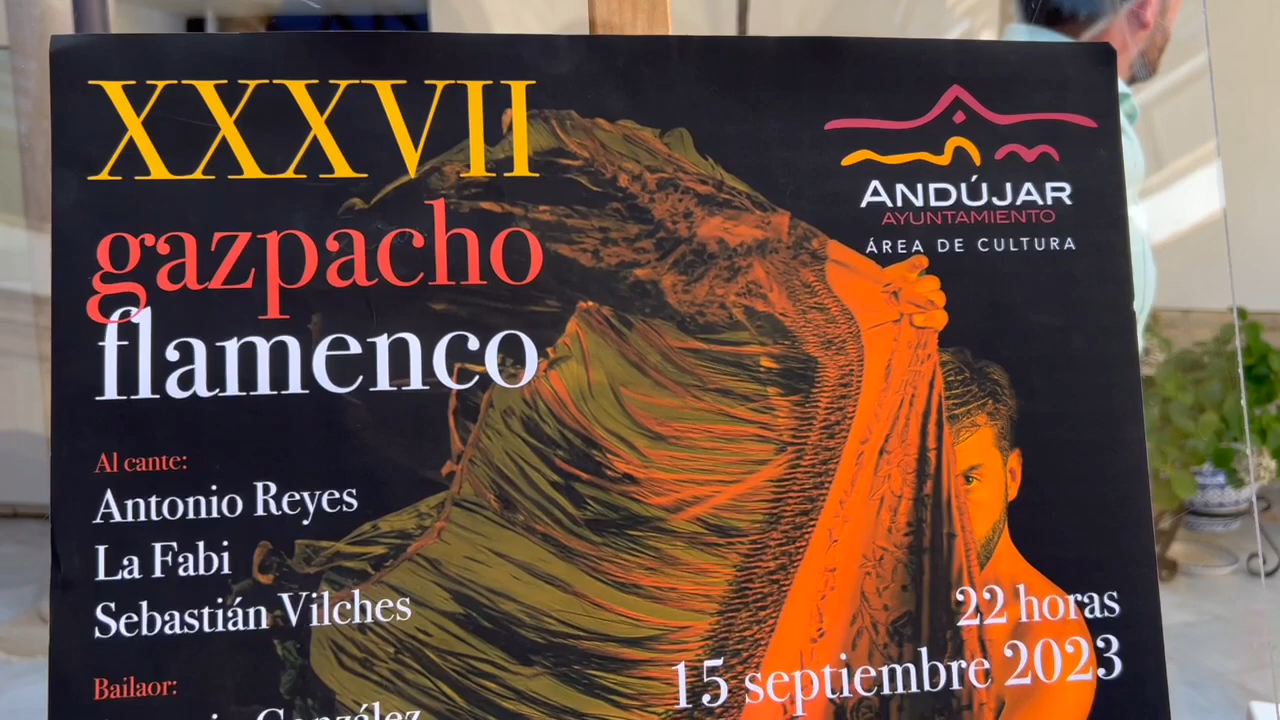 XXXVII
gazpacho
flamenco
ANDÚJAR
AYUNTAMIENTO
ÁREA DE CULTURA
Al cante:
Antonio Reyes
La Fabi
Sebastián Vilches
Bailaor:
González
22 horas
15 septiembre 2023